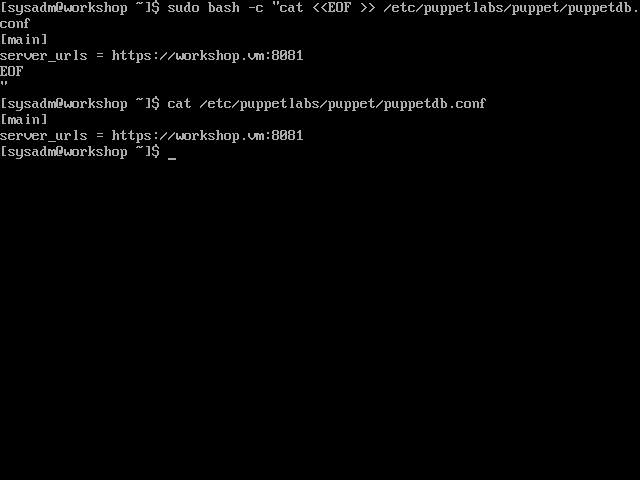 [sysadm@workshop ~]$ sudo bash -c "cat <<EOF >> /etc/puppetlabs/puppet/puppetdb.
conf
[main]
server_urls = https://workshop.vm:8081
EOF
"
[sysadm@workshop ~]$ cat /etc/puppetlabs/puppet/puppetdb.conf
[main]
server_urls = https://workshop.vm:8081
[sysadm@workshop ~]$ _